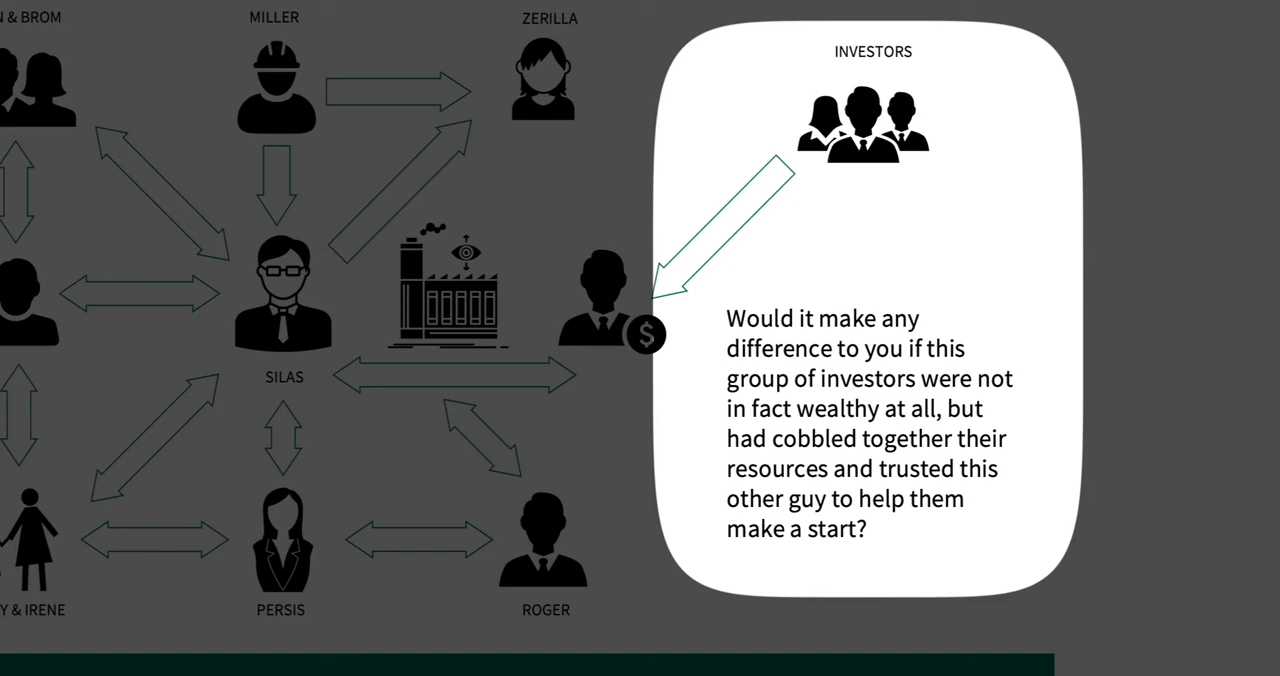 N & BROM
MILLER
ZERILLA
INVESTORS
$
SILAS
Would it make any
difference to you if this
group of investors were not
in fact wealthy at all, but
had cobbled together their
resources and trusted this
other guy to help them
make a start?
Y & IRENE
PERSIS
ROGER